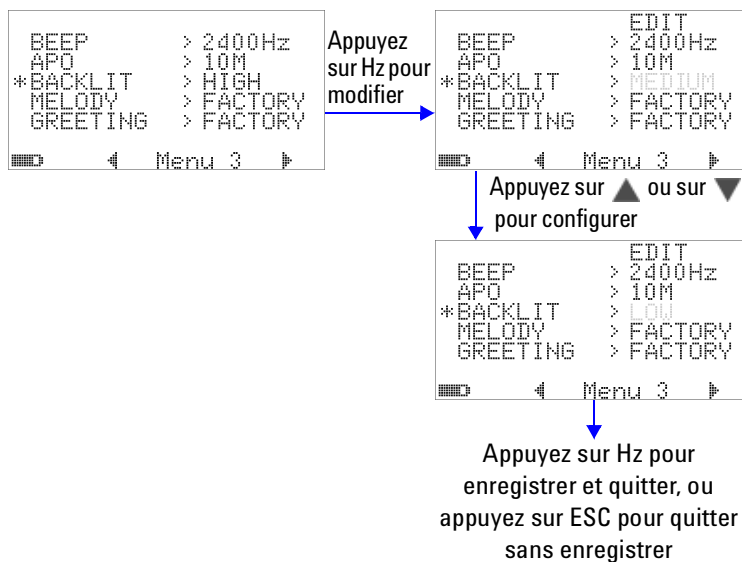 BEEP > 2400Hz
APO > 10M
*BACKLIT > HIGH
MELODY > FACTORY
GREETING > FACTORY
Menu 3
Appuyez
sur Hz pour
modifier
EDIT
BEEP > 2400Hz
APO > 10M
*BACKLIT > MEDIUM
MELODY > FACTORY
GREETING > FACTORY
Menu 3
Appuyez sur ▲ ou sur ▼
pour configurer
EDIT
BEEP > 2400Hz
APO > 10M
*BACKLIT > LOW
MELODY > FACTORY
GREETING > FACTORY
Menu 3
Appuyez sur Hz pour
enregistrer et quitter, ou
appuyez sur ESC pour quitter
sans enregistrer